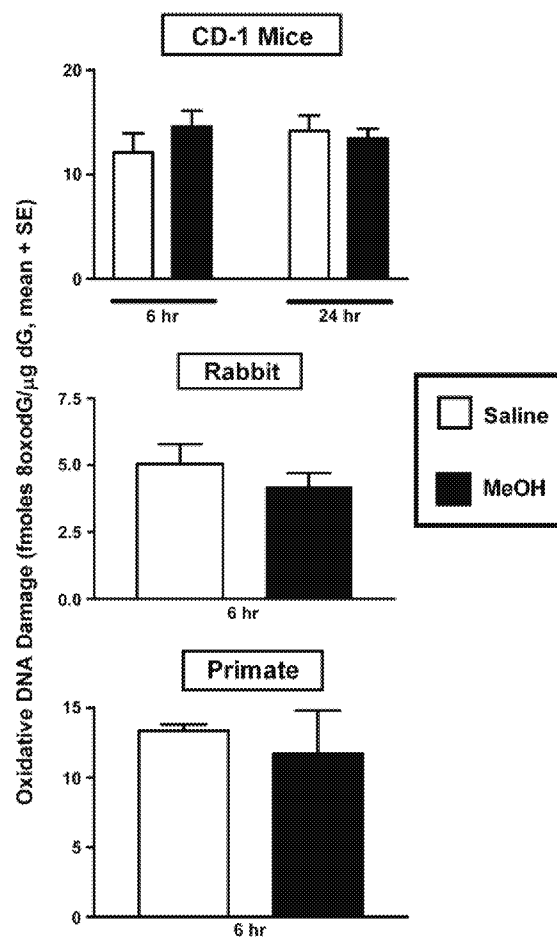 Oxidative DNA Damage (fmoles 8oxodG/µg dG, mean + SE)
CD-1 Mice
20
10
0
6 hr
24 hr
Rabbit
7.5
5.0
2.5
0.0
6 hr
Saline
MeOH
Primate
15
10
5
0
6 hr